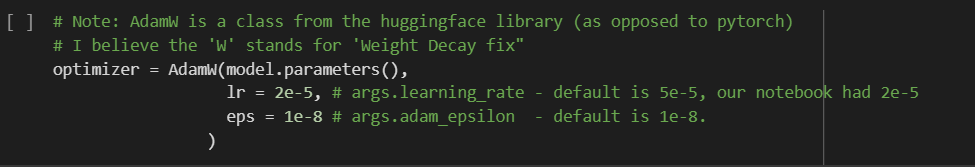 [ ] # Note: AdamW is a class from the huggingface library (as opposed to pytorch)
# I believe the 'W' stands for 'Weight Decay fix"
optimizer = AdamW(model.parameters(),
lr = 2e-5, # args.learning_rate - default is 5e-5, our notebook had 2e-5
eps = 1e-8 # args.adam_epsilon  - default is 1e-8.
)